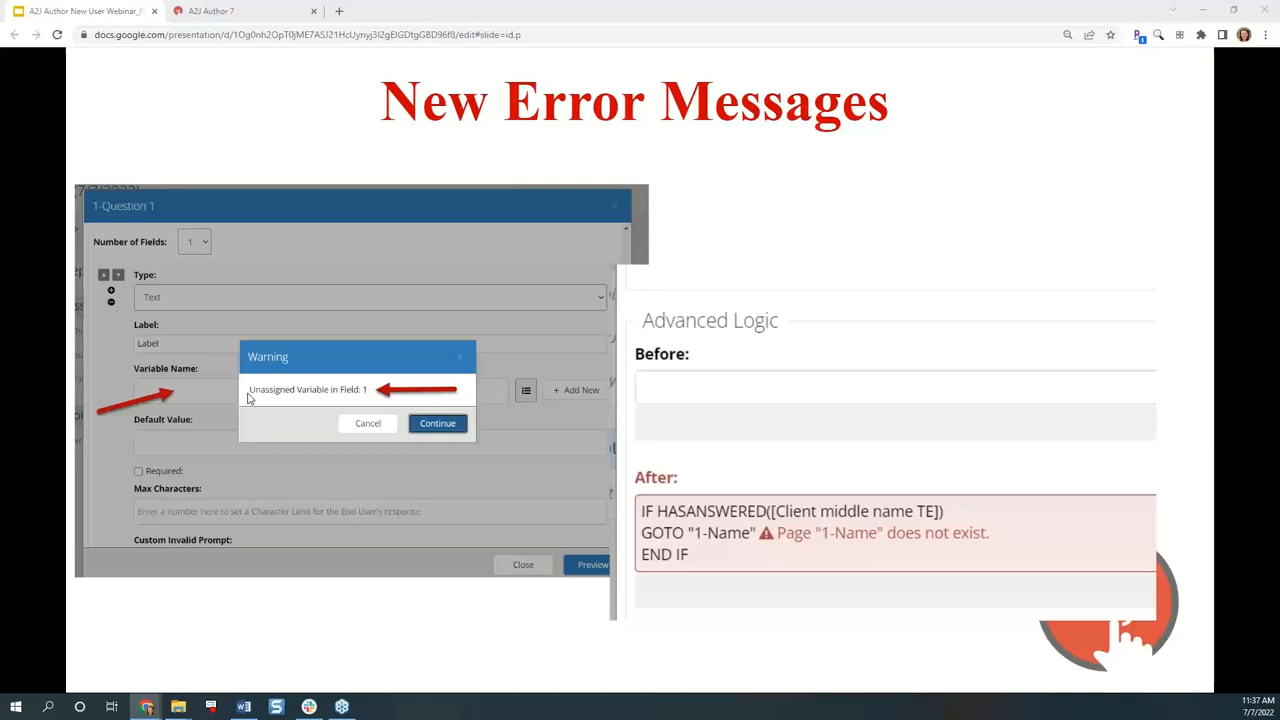 A2J Author New User Webinar_
A2J Author 7
docs.google.com/presentation/d/1Og0nh2OpT0jME7ASJ21HcUynyj3I2gEIGDtgGBD96f8/edit#slide=id.p
New Error Messages
1-Question 1
Number of Fields:
1
Type:
Text
Label:
Label
Variable Name:
+ Add New
Default Value:
Required:
Max Characters:
Enter a number here to set a Character Limit for the End User's response
Custom Invalid Prompt:
Close
Preview
Warning
Unassigned Variable in Field: 1
Cancel
Continue
Advanced Logic
Before:
After:
IF HASANSWERED([Client middle name TE])
GOTO "1-Name" Page "1-Name" does not exist.
END IF
11:37 AM
7/7/2022